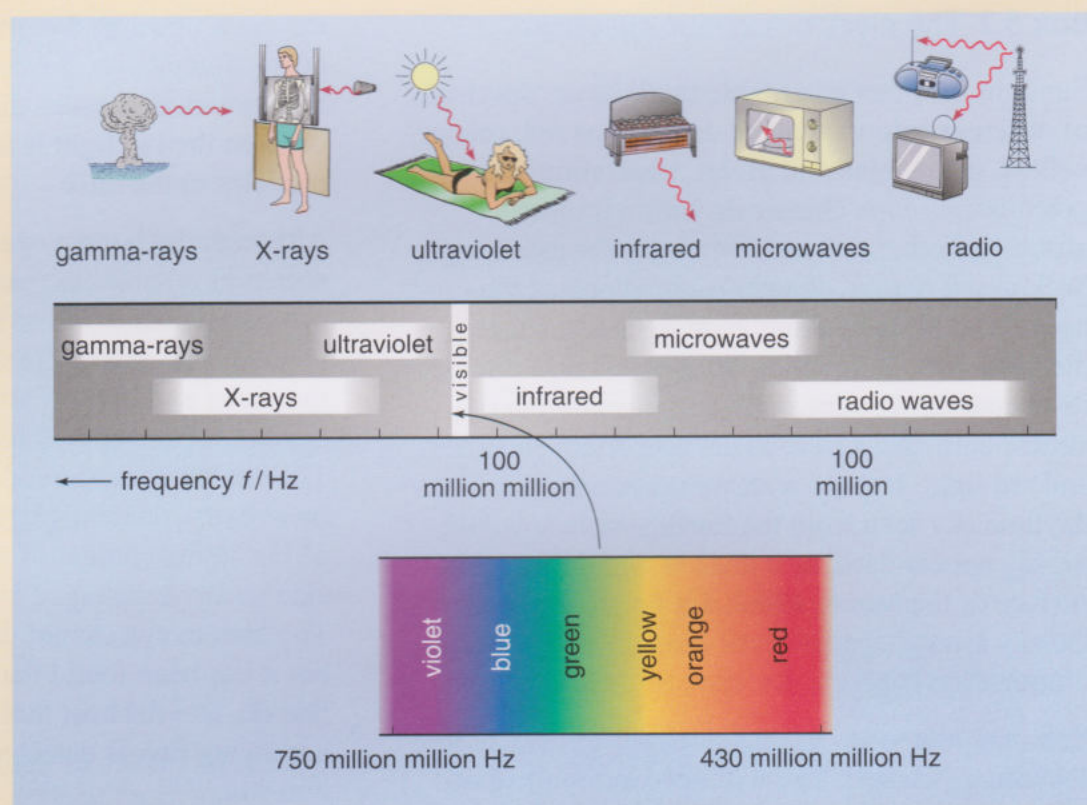 gamma-rays X-rays ultraviolet infrared microwaves radio
gamma-rays ultraviolet visible microwaves
X-rays infrared radio waves
frequency f/Hz
100
million million
100
million
violet blue green yellow orange red
750 million million Hz 430 million million Hz